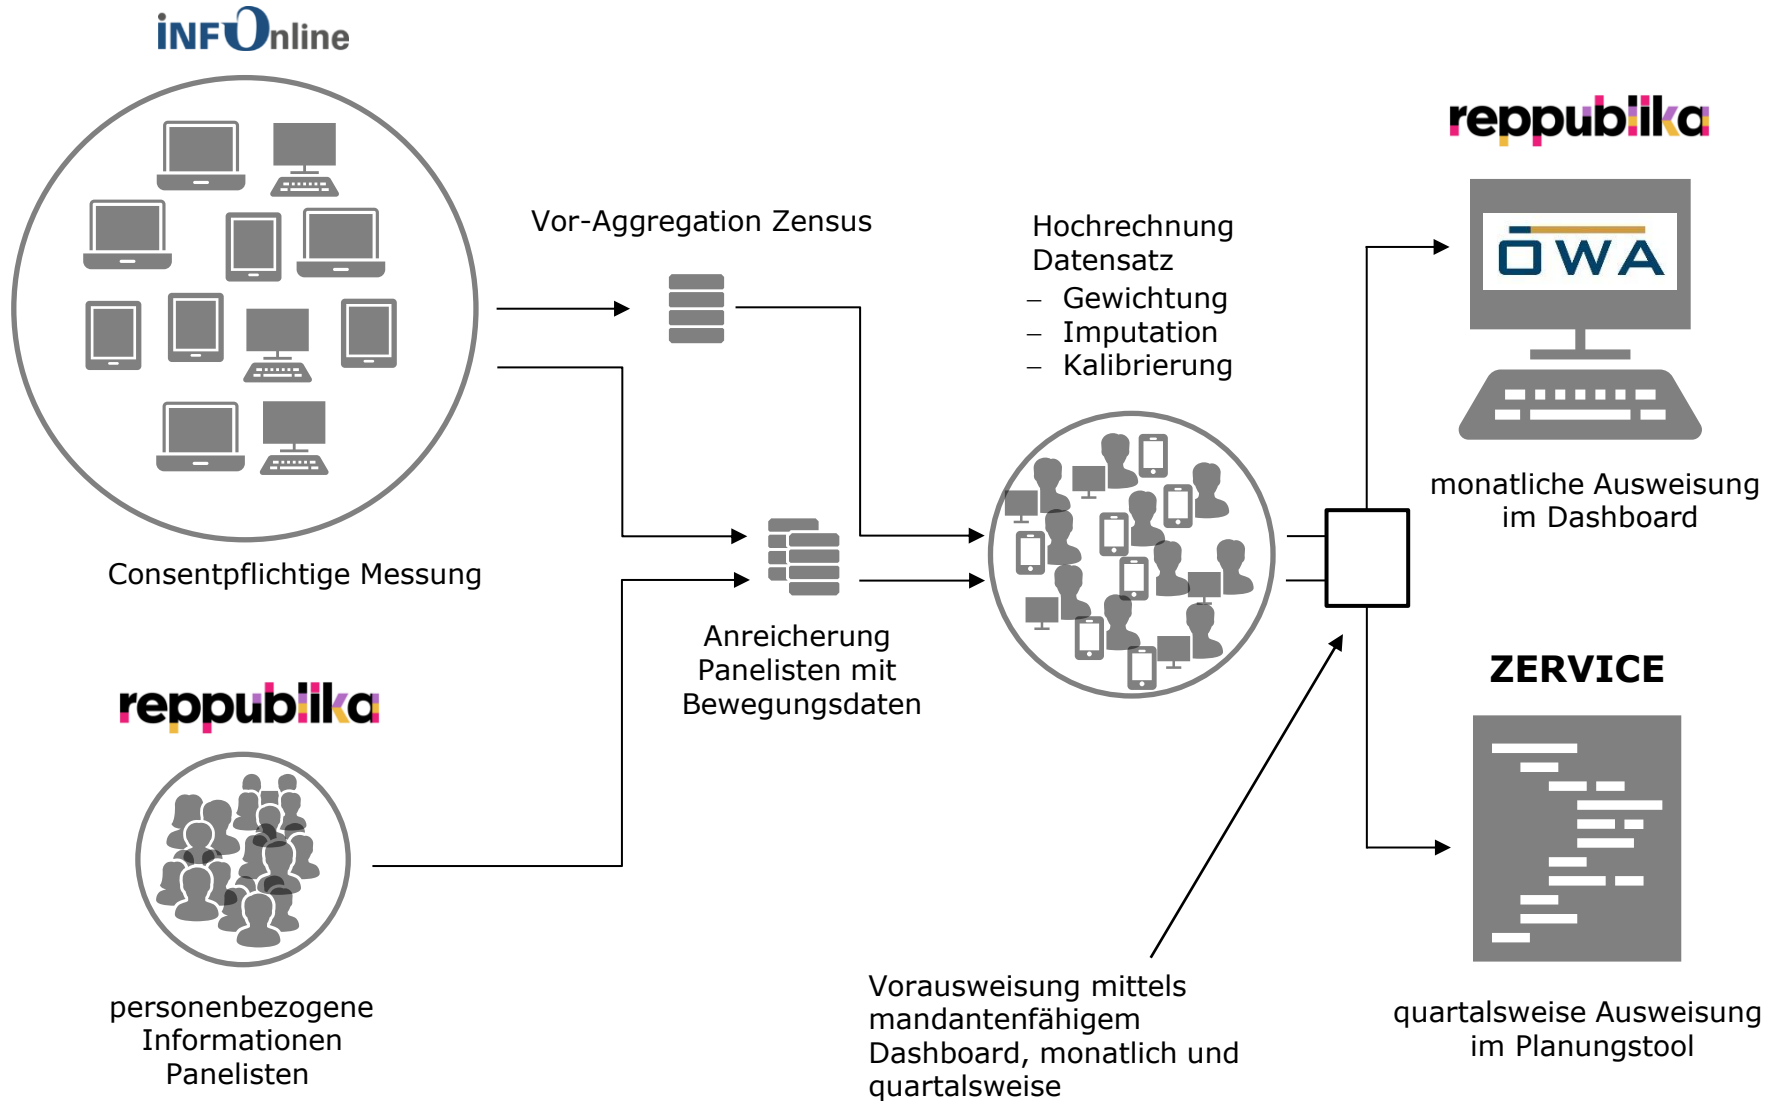 INFOnline
Consentpflichtige Messung
reppublika
personenbezogene
Informationen
Panelisten
Vor-Aggregation Zensus
Anreicherung
Panelisten mit
Bewegungsdaten
Hochrechnung
Datensatz
– Gewichtung
– Imputation
– Kalibrierung
Vorausweisung mittels
mandantenfähigem
Dashboard, monatlich und
quartalsweise
reppublika
ÖWA
monatliche Ausweisung
im Dashboard
ZERVICE
quartalsweise Ausweisung
im Planungstool